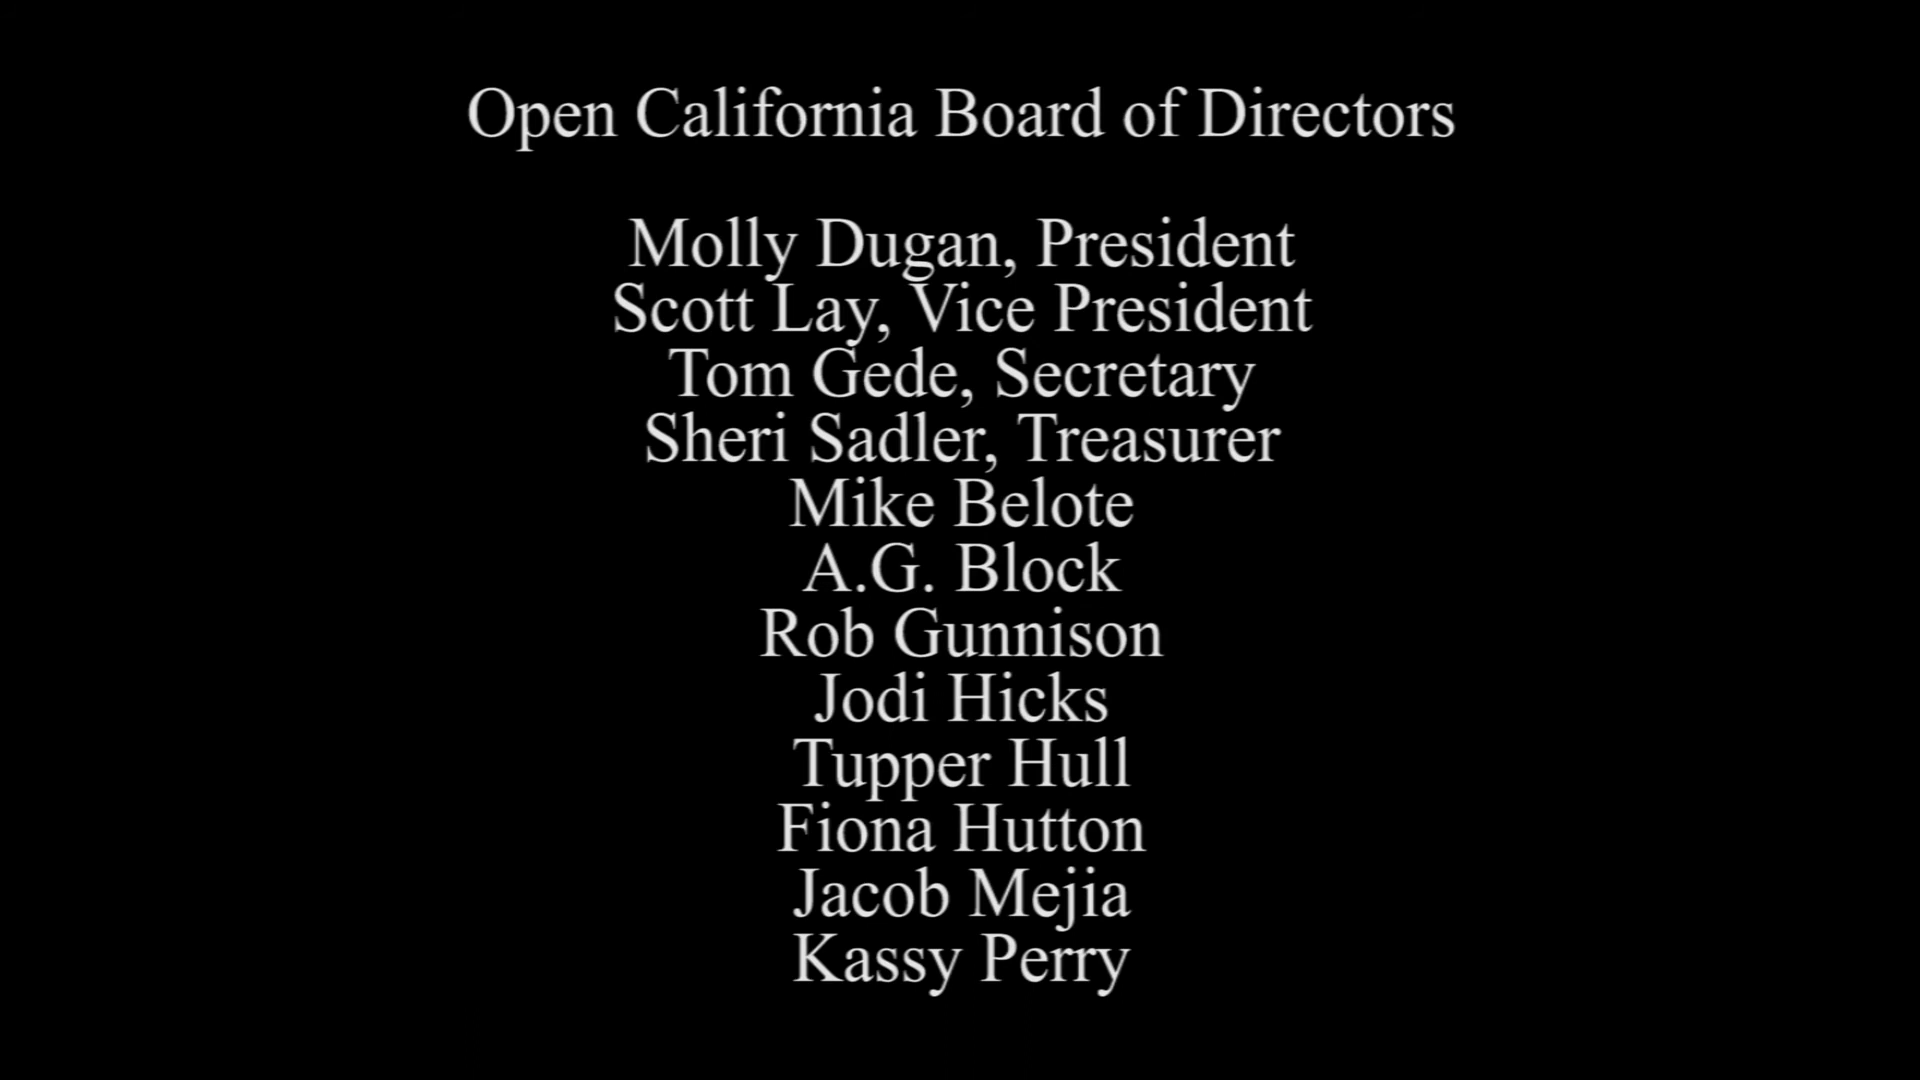 Open California Board of Directors
Molly Dugan, President
Scott Lay, Vice President
Tom Gede, Secretary
Sheri Sadler, Treasurer
Mike Belote
A.G. Block
Rob Gunnison
Jodi Hicks
Tupper Hull
Fiona Hutton
Jacob Mejia
Kassy Perry